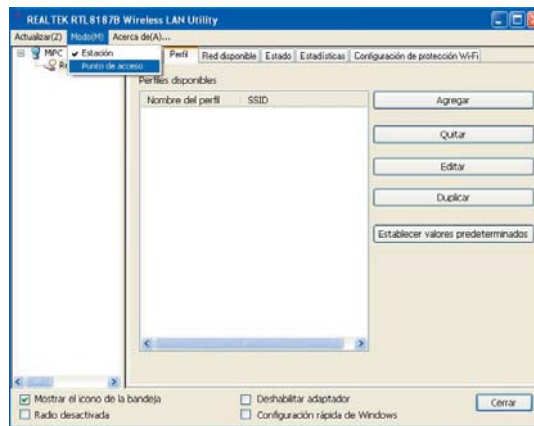 REALTEK RTL8187B Wireless LAN Utility
Actualizar(Z) Modo(M) Acerca de(A)...
MiPC
Estación
Punto de acceso
Perfil Red disponible Estado Estadísticas Configuración de protección Wi-Fi
Perfiles disponibles
Nombre del perfil SSID
Agregar
Quitar
Editar
Duplicar
Establecer valores predeterminados
Mostrar el icono de la bandeja
Radio desactivada
Deshabilitar adaptador
Configuración rápida de Windows
Cerrar